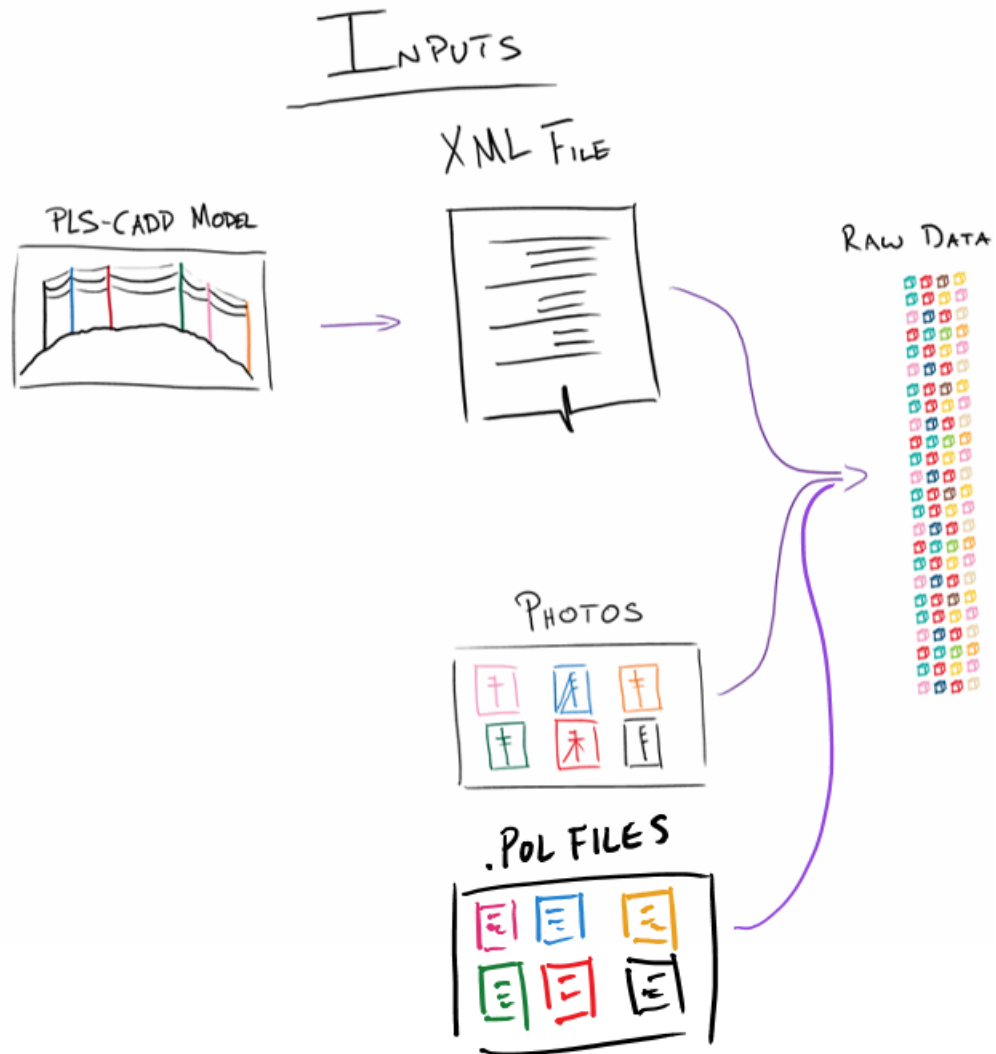 INPUTS
XML FILE
PLS-CADD MODEL
RAW DATA
PHOTOS
.POL FILES